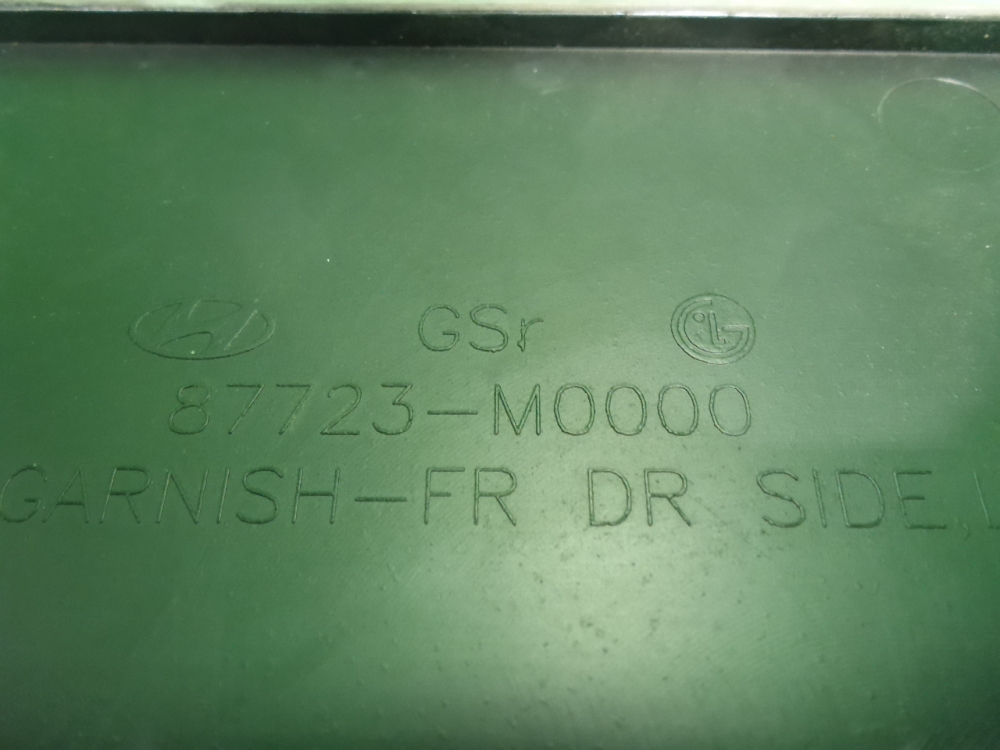 GSr
87723-M0000
GARNISH-FR DR SIDE,